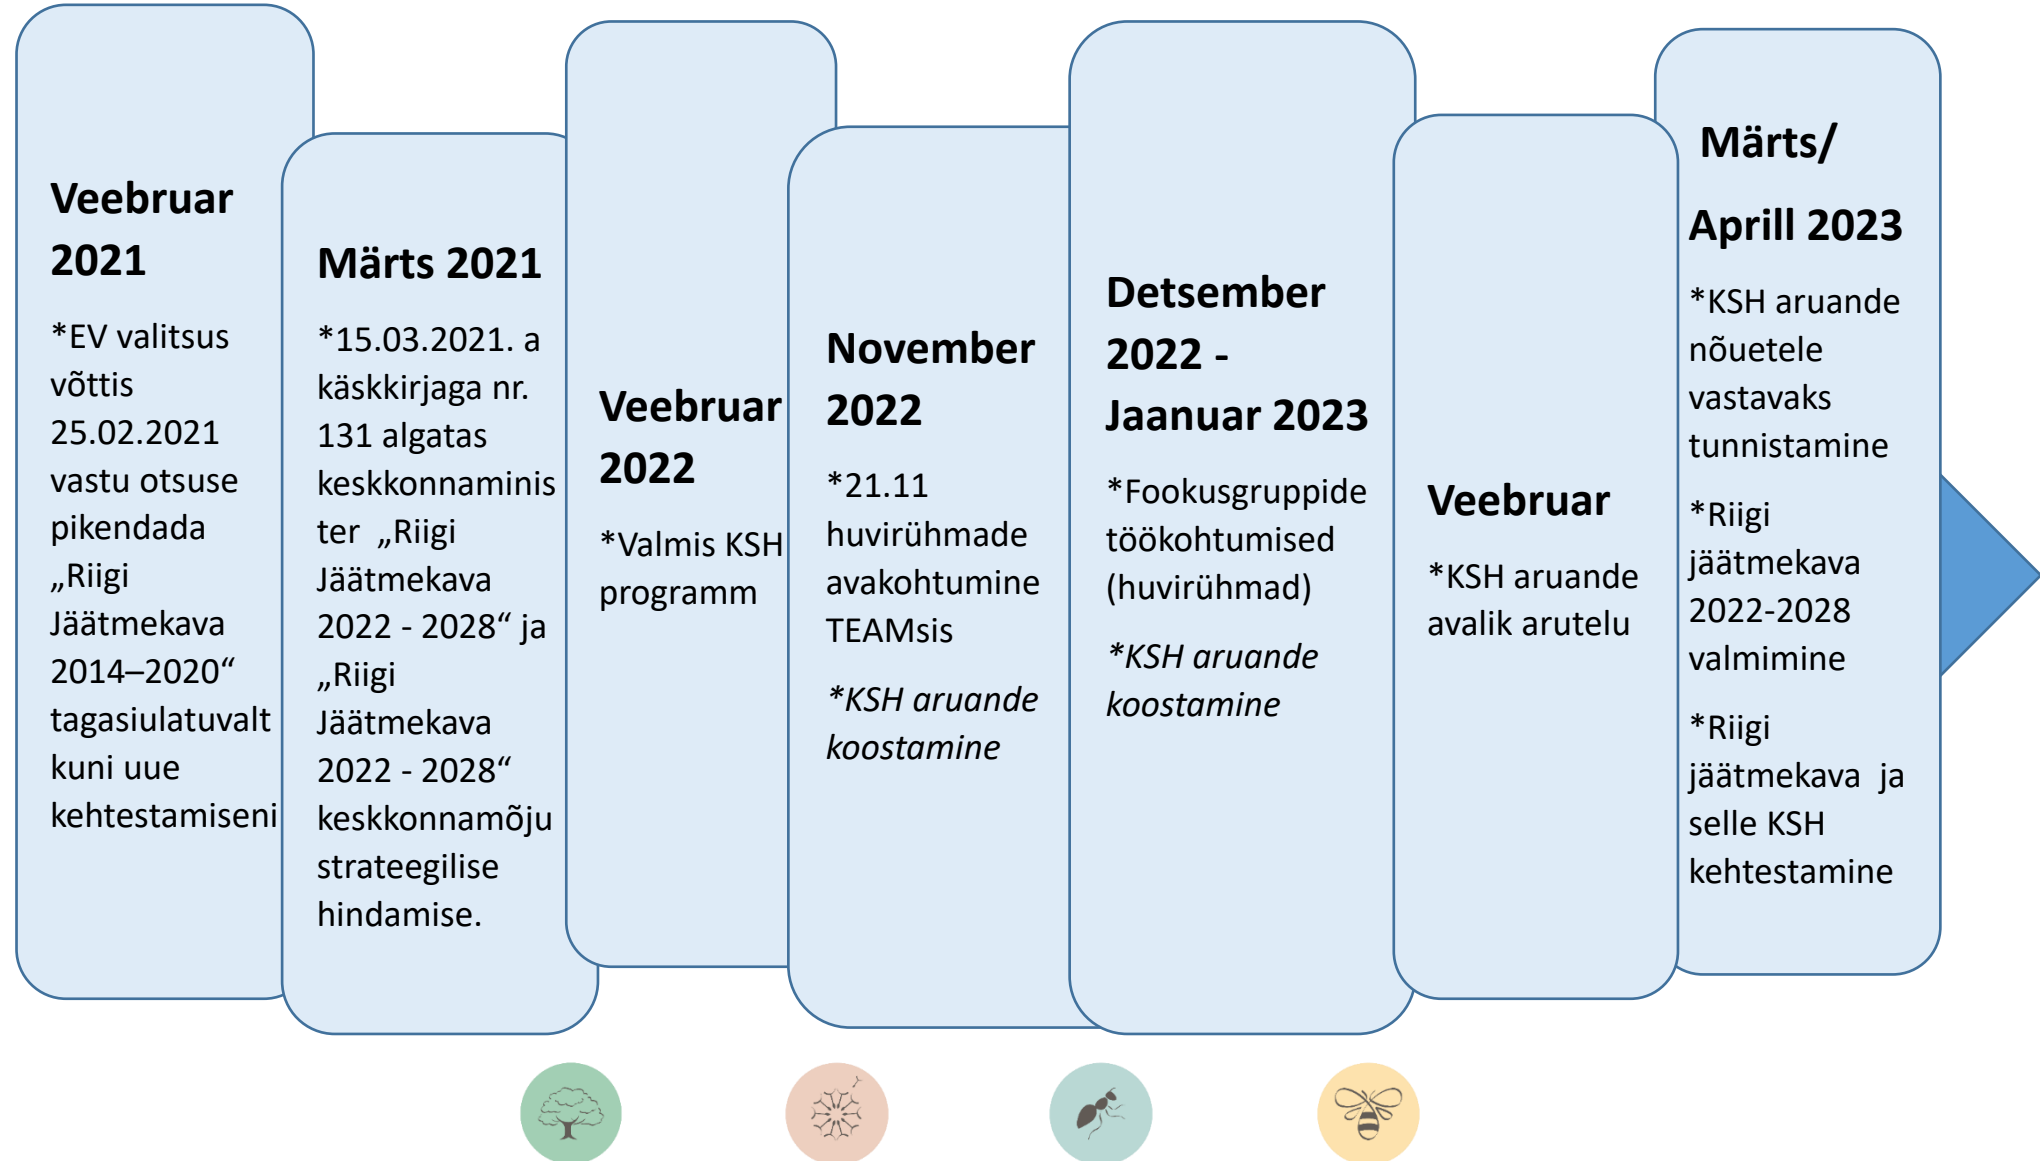 Veebruar
2021
*EV valitsus
võttis
25.02.2021
vastu otsuse
pikendada
„Riigi
Jäätmekava
2014–2020“
tagasiulatuvalt
kuni uue
kehtestamiseni
Märts 2021
*15.03.2021. a
käskkirjaga nr.
131 algatas
keskkonnaminis
ter „Riigi
Jäätmekava
2022 - 2028“ ja
„Riigi
Jäätmekava
2022 - 2028“
keskkonnamõju
strateegilise
hindamise.
Veebruar
2022
*Valmis KSH
programm
November
2022
*21.11
huvirühmade
avakohtumine
TEAMsis
*KSH aruande
koostamine
Detsember
2022 -
Jaanuar 2023
*Fookusgruppide
töökohtumised
(huvirühmad)
*KSH aruande
koostamine
Veebruar
*KSH aruande
avalik arutelu
Märts/
Aprill 2023
*KSH aruande
nõuetele
vastavaks
tunnistamine
*Riigi
jäätmekava
2022-2028
valmimine
*Riigi
jäätmekava ja
selle KSH
kehtestamine